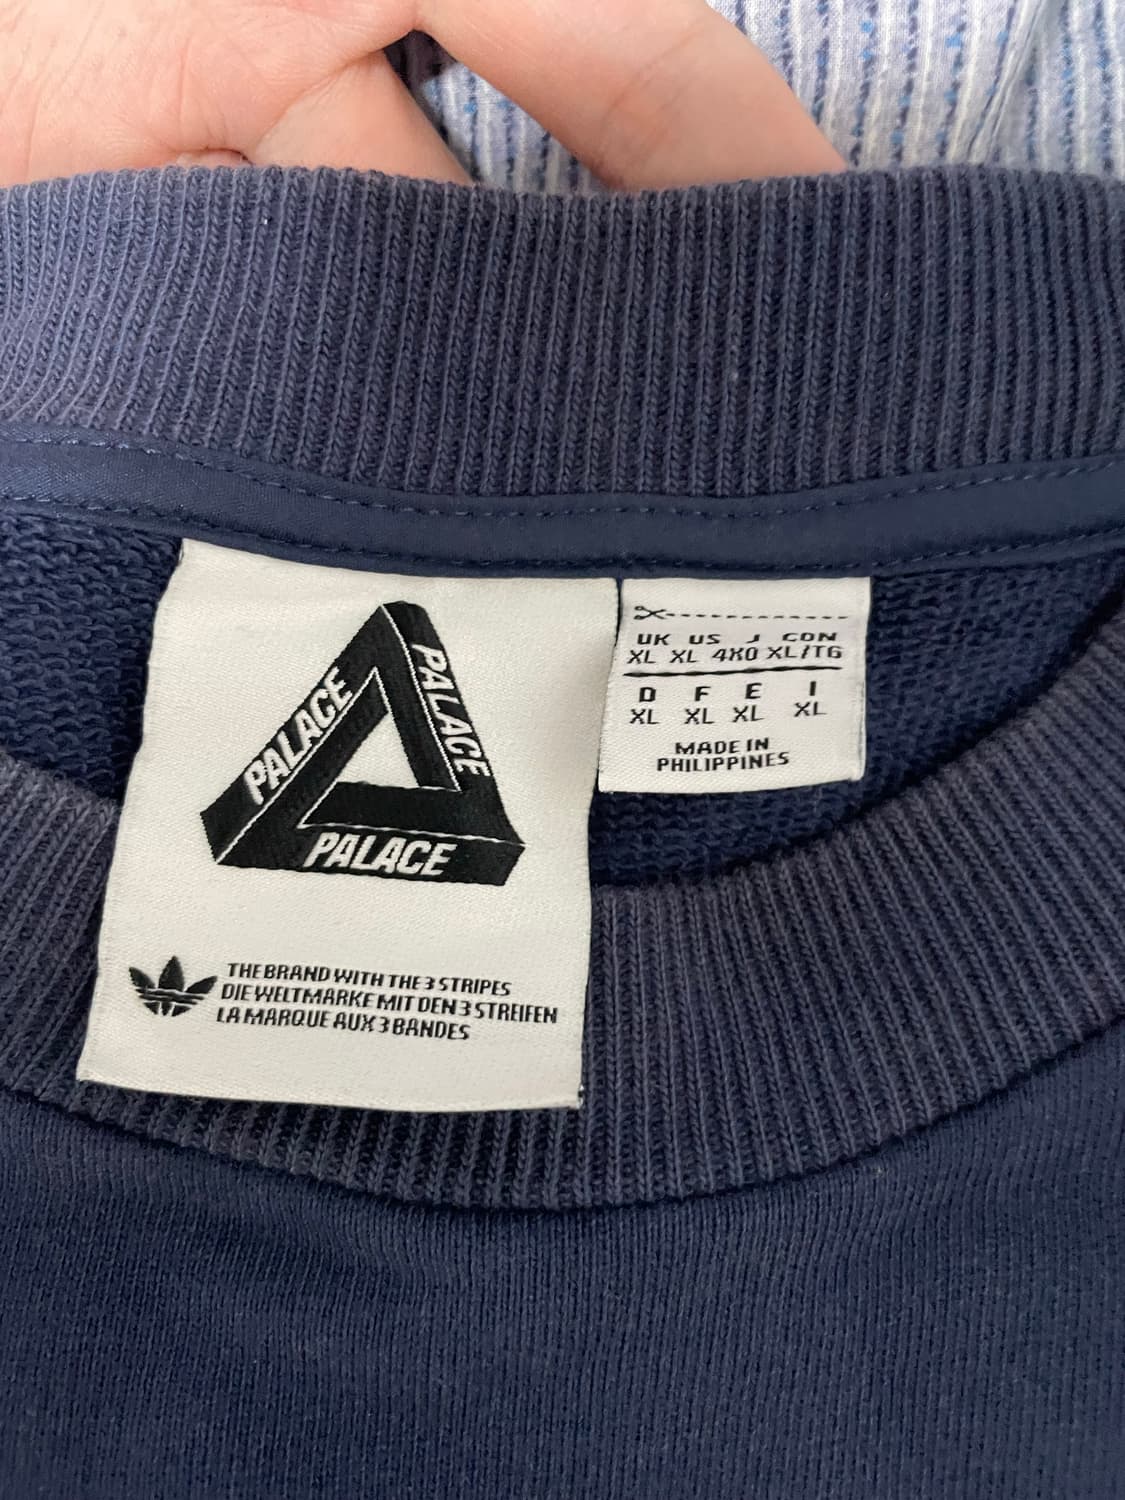 PALACE
PALACE
PALACE
THE BRAND WITH THE 3 STRIPES
DIE WELTMARKE MIT DEN 3 STREIFEN
LA MARQUE AUX 3 BANDES
UK US J CDN
XL XL 4XO XL/TG
D F E I
XL XL XL XL
MADE IN
PHILIPPINES